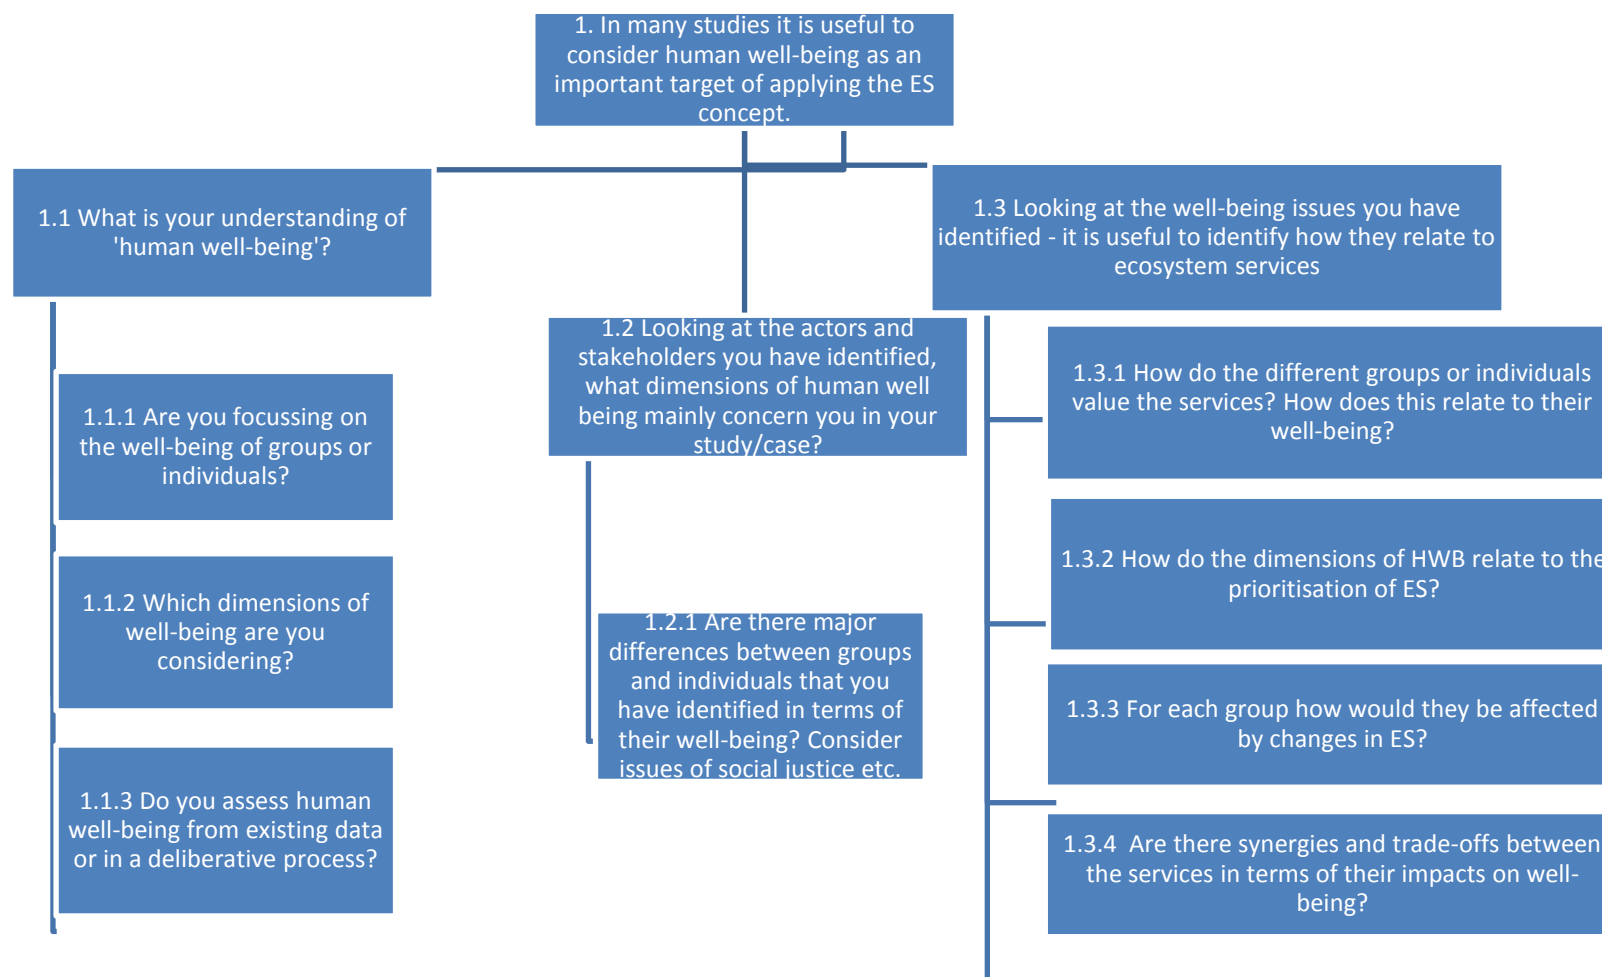 1. In many studies it is useful to
consider human well-being as an
important target of applying the ES
concept.
1.1 What is your understanding of
'human well-being'?
1.1.1 Are you focussing on
the well-being of groups or
individuals?
1.1.2 Which dimensions of
well-being are you
considering?
1.1.3 Do you assess human
well-being from existing data
or in a deliberative process?
1.2 Looking at the actors and
stakeholders you have identified,
what dimensions of human well
being mainly concern you in your
study/case?
1.2.1 Are there major
differences between groups
and individuals that you
have identified in terms of
their well-being? Consider
issues of social justice etc.
1.3 Looking at the well-being issues you have
identified - it is useful to identify how they relate to
ecosystem services
1.3.1 How do the different groups or individuals
value the services? How does this relate to their
well-being?
1.3.2 How do the dimensions of HWB relate to the
prioritisation of ES?
1.3.3 For each group how would they be affected
by changes in ES?
1.3.4 Are there synergies and trade-offs between
the services in terms of their impacts on well-
being?